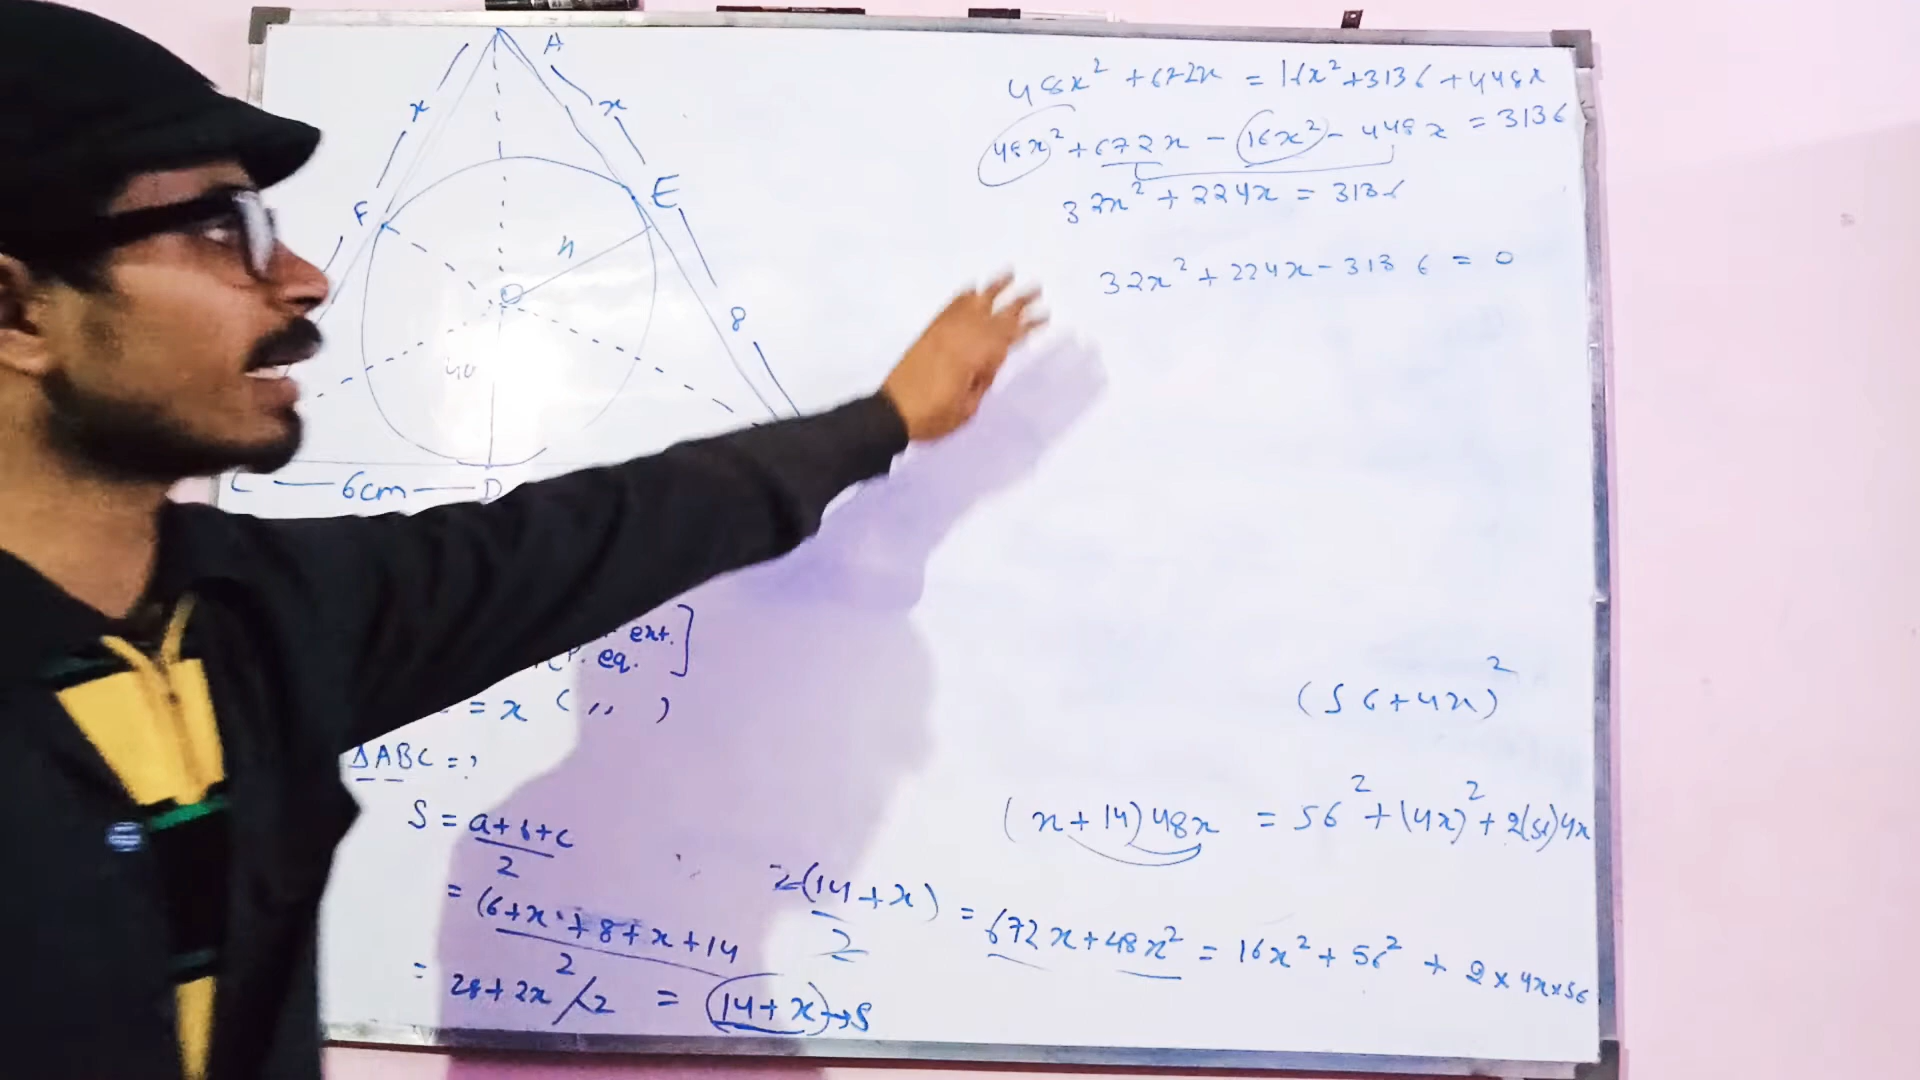 A
x
x
F
E
n
O
8
C
6cm
D
ext.
eq.
= x ( ,, )
ΔABC = ?
S = a+b+c
2
= (6+x + 8+x+14
2
= 28+2x /2 = (14+x) → S
2(14+x)
2
48x² + 672x = 16x² + 3136 + 448x
48x² + 672x - 16x² - 448x = 3136
32x² + 224x = 3136
32x² + 224x - 3136 = 0
(56+4x)²
(x+14)48x = 56² + (4x)² + 2(56)4x
= 672x + 48x² = 16x² + 56² + 2×4x×56